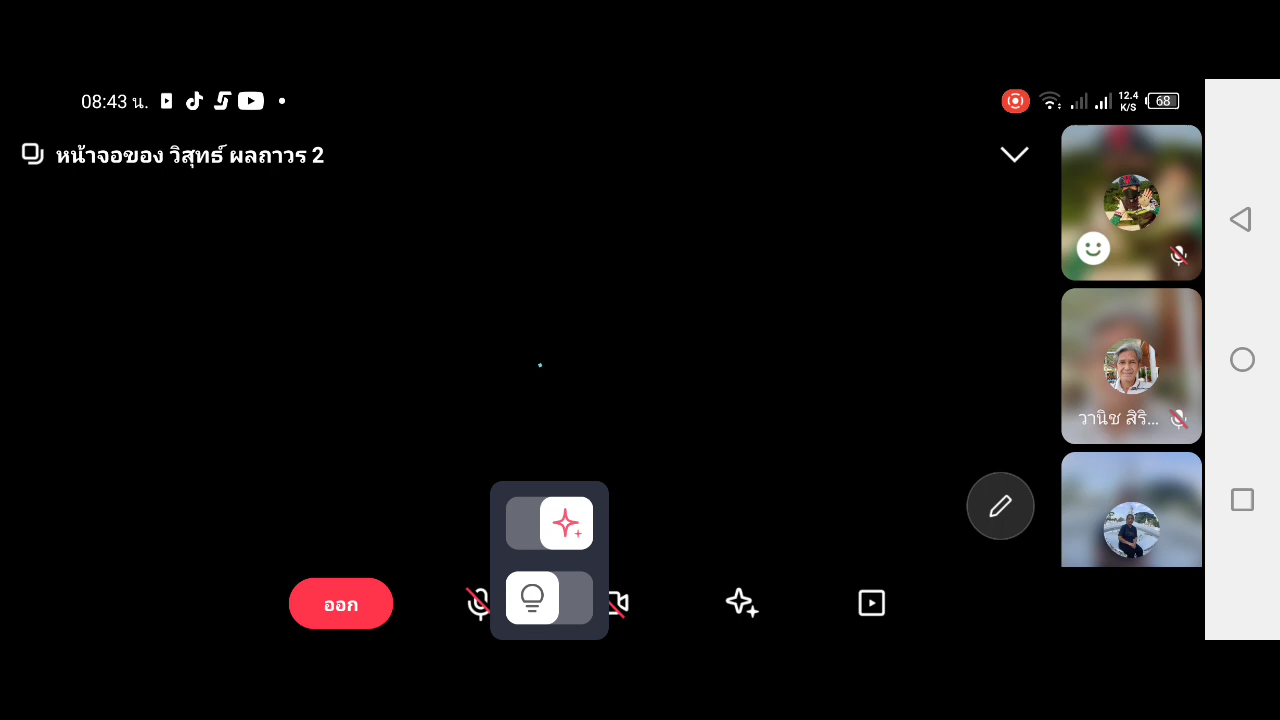 08:43 น.
12.4
K/S
68
หน้าจอของ วิสุทธ์ ผลถาวร 2
วานิช สิริ...
ออก